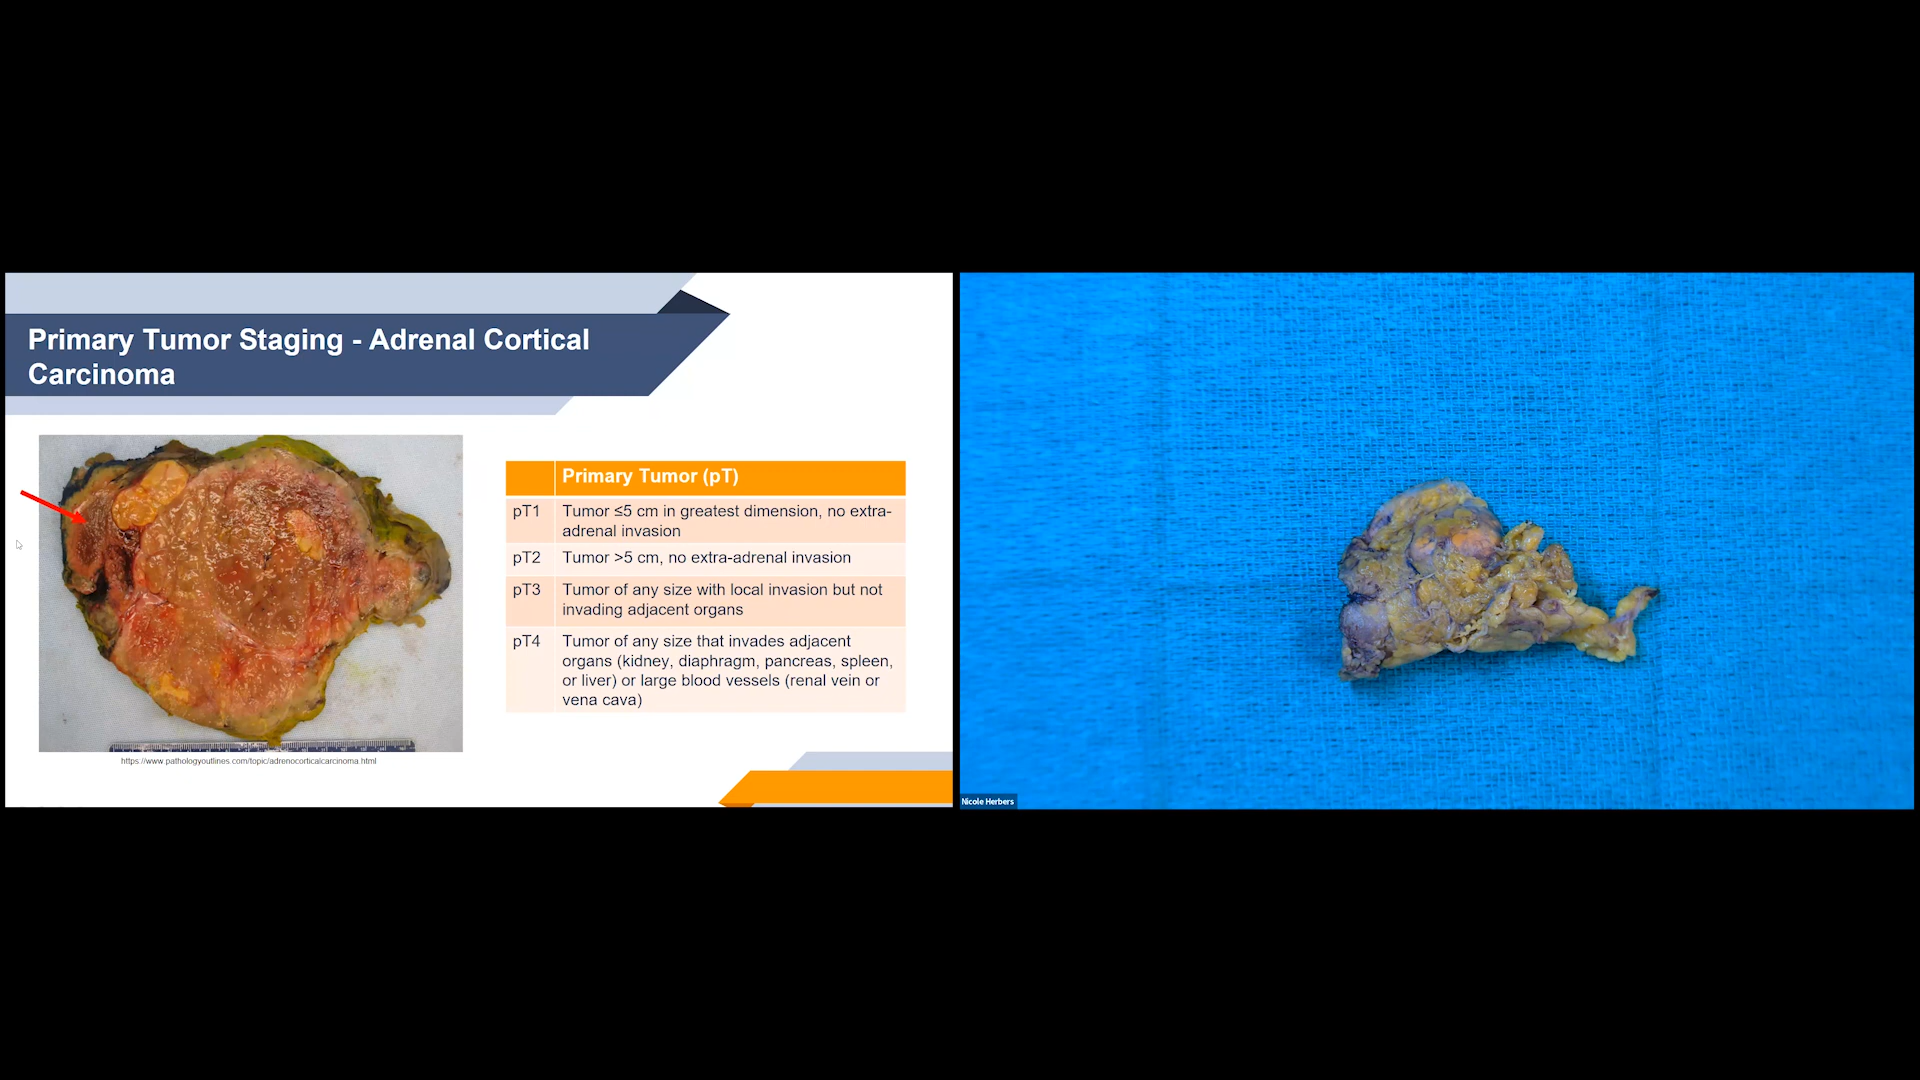 Primary Tumor Staging - Adrenal Cortical
Carcinoma
Primary Tumor (pT)
pT1
Tumor ≤5 cm in greatest dimension, no extra-
adrenal invasion
pT2
Tumor >5 cm, no extra-adrenal invasion
pT3
Tumor of any size with local invasion but not
invading adjacent organs
pT4
Tumor of any size that invades adjacent
organs (kidney, diaphragm, pancreas, spleen,
or liver) or large blood vessels (renal vein or
vena cava)
https://www.pathologyoutlines.com/topic/adrenocorticalcarcinoma.html
Nicole Herbers